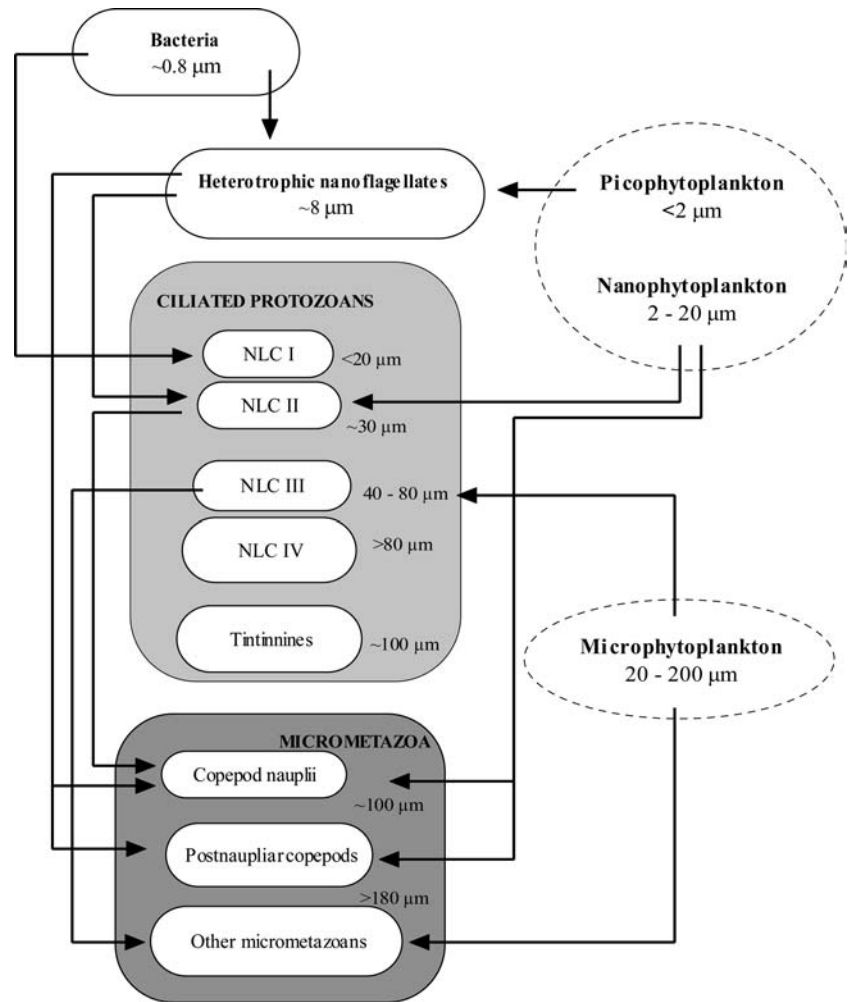 Bacteria
~0.8 µm
Heterotrophic nanoflagellates
~8 µm
Picophytoplankton
<2 µm
Nanophytoplankton
2 - 20 µm
CILIATED PROTOZOANS
NLC I
<20 µm
NLC II
~30 µm
NLC III
40 - 80 µm
NLC IV
>80 µm
Tintinnines
~100 µm
Microphytoplankton
20 - 200 µm
MICROMETAZOA
Copepod nauplii
~100 µm
Postnaupliar copepods
>180 µm
Other micrometazoans